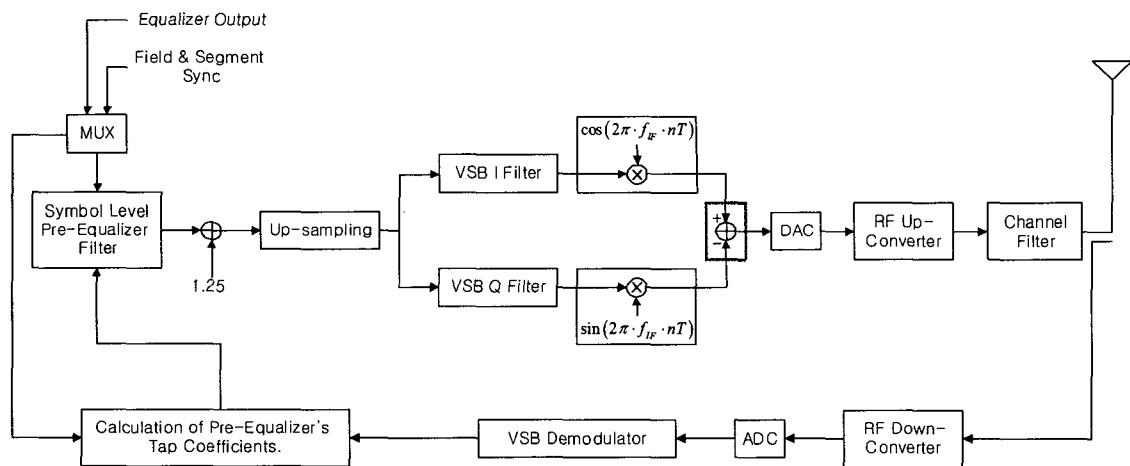 Equalizer Output
Field & Segment
Sync
MUX
Symbol Level
Pre-Equalizer
Filter
1.25
Up-sampling
VSB I Filter
cos(2π · f_IF · nT)
×
+
−
VSB Q Filter
×
sin(2π · f_IF · nT)
DAC
RF Up-
Converter
Channel
Filter
Calculation of Pre-Equalizer's
Tap Coefficients.
VSB Demodulator
ADC
RF Down-
Converter